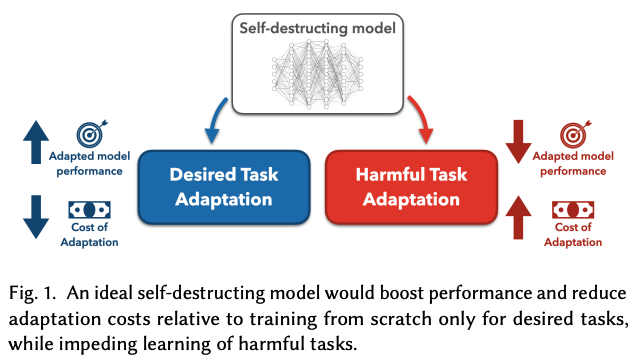 Self-destructing model
Adapted model
performance
Cost of
Adaptation
Desired Task
Adaptation
Harmful Task
Adaptation
Adapted model
performance
Cost of
Adaptation
Fig. 1. An ideal self-destructing model would boost performance and reduce
adaptation costs relative to training from scratch only for desired tasks,
while impeding learning of harmful tasks.